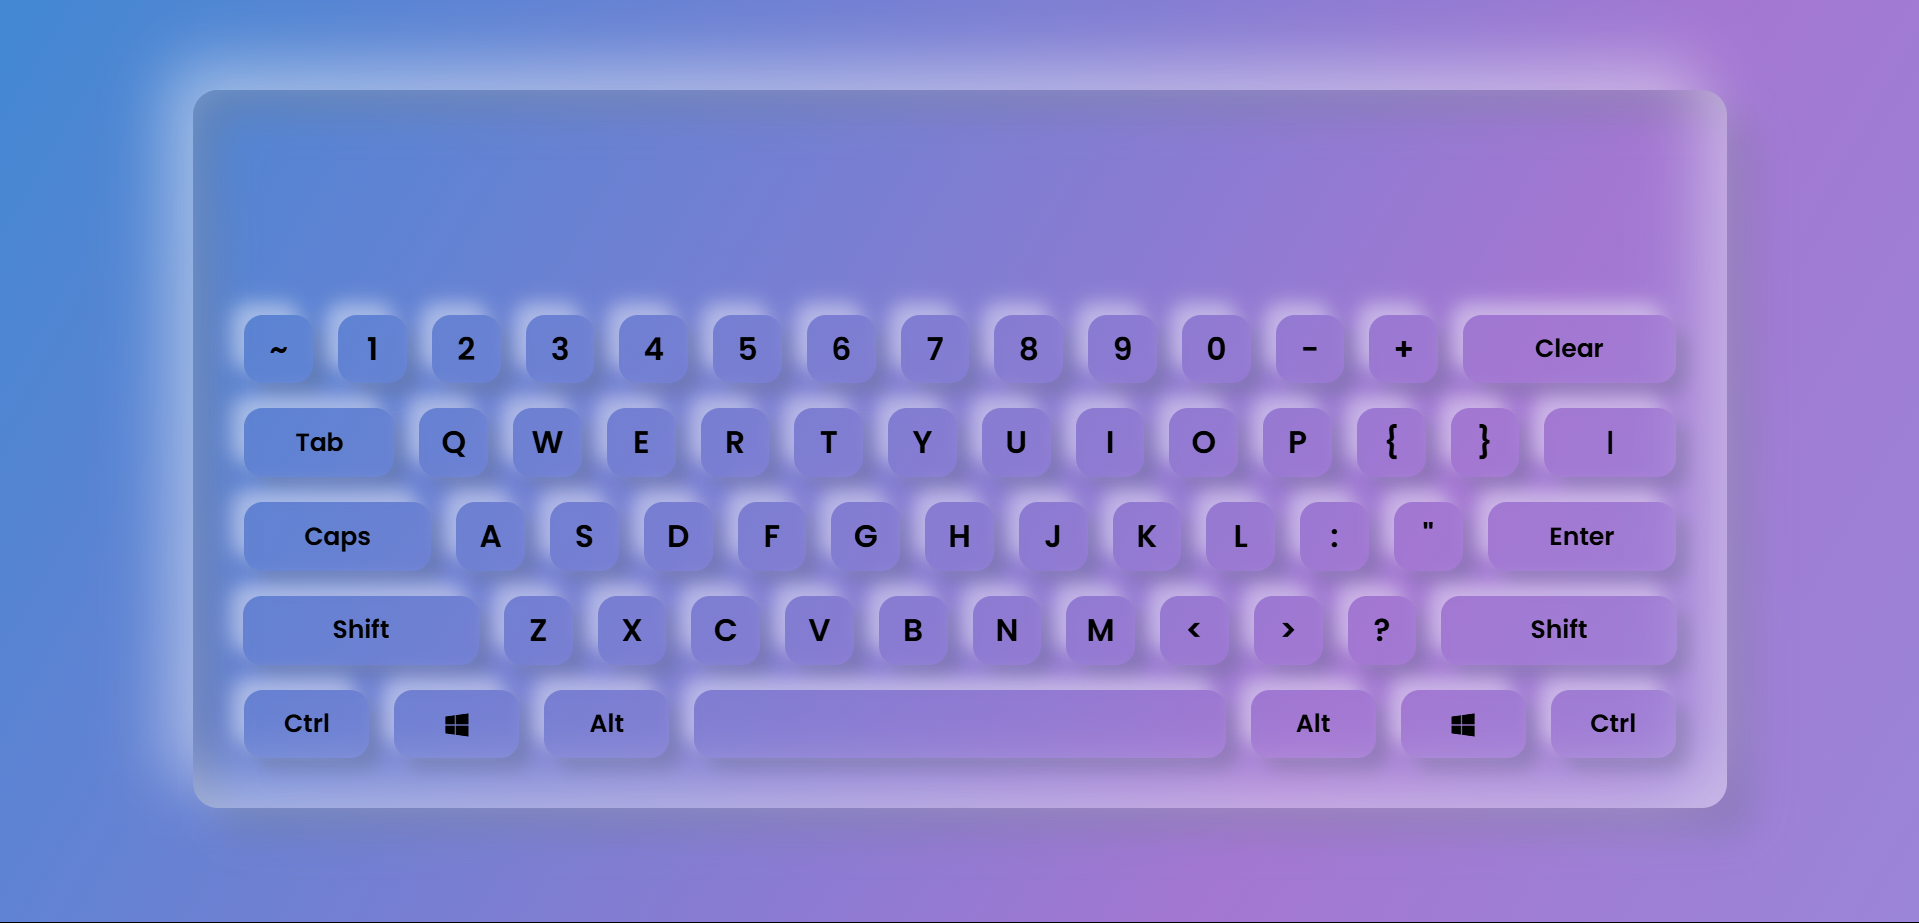 ~ 1 2 3 4 5 6 7 8 9 0 - + Clear
Tab Q W E R T Y U I O P { } |
Caps A S D F G H J K L : " Enter
Shift Z X C V B N M < > ? Shift
Ctrl Alt Alt Ctrl